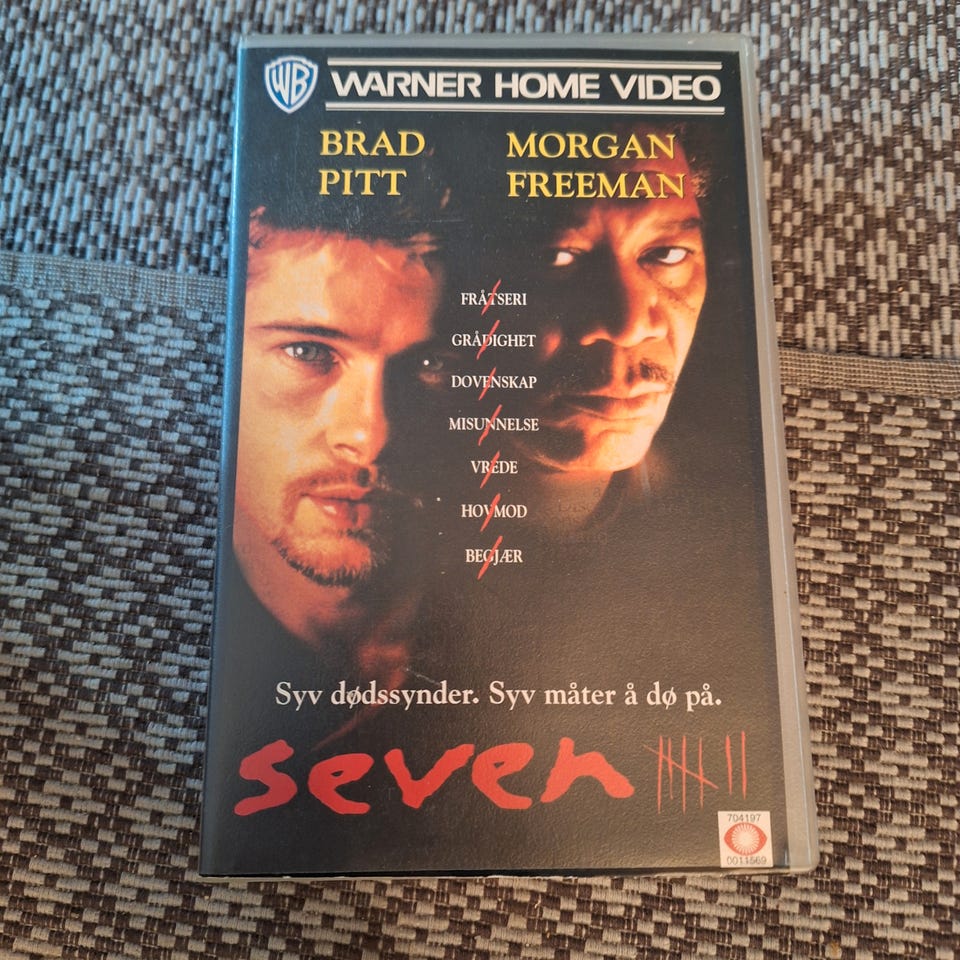 WB WARNER HOME VIDEO
BRAD PITT
MORGAN FREEMAN
FRÅTSERI
GRÅDIGHET
DOVENSKAP
MISUNNELSE
VREDE
HOVMOD
BEGJÆR
Syv dødssynder. Syv måter å dø på.
seven
704197
0011569